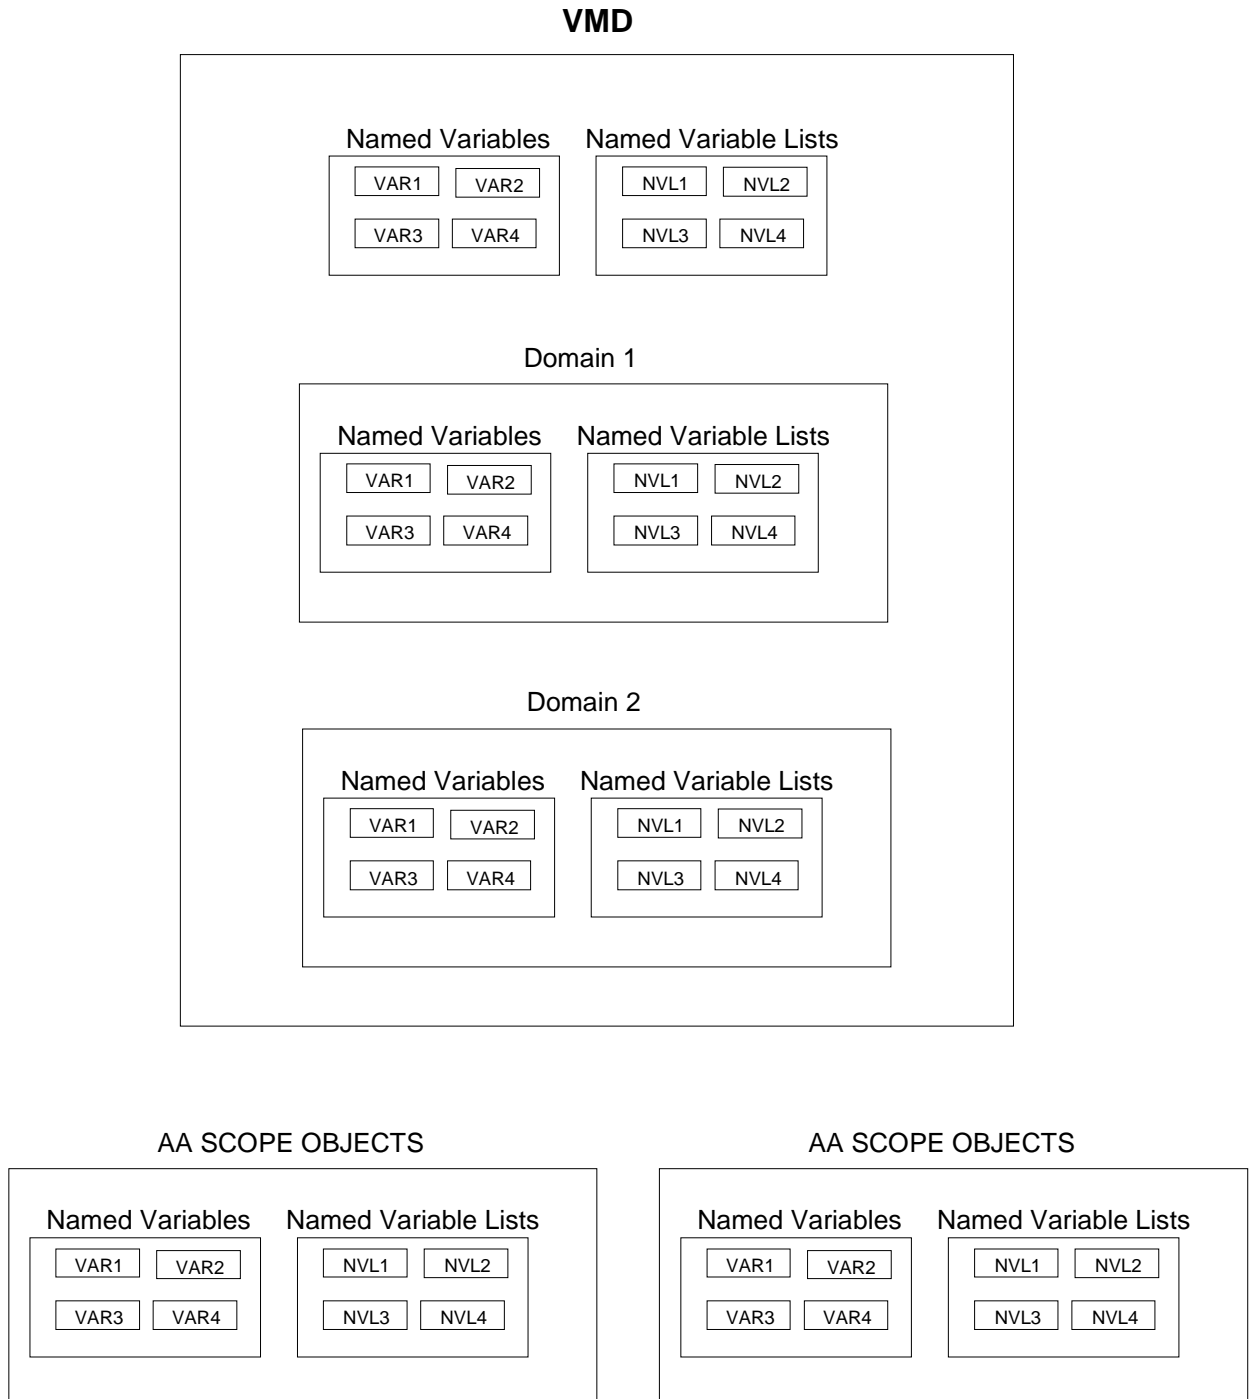 VMD
Named Variables Named Variable Lists
VAR1 VAR2 NVL1 NVL2
VAR3 VAR4 NVL3 NVL4
Domain 1
Named Variables Named Variable Lists
VAR1 VAR2 NVL1 NVL2
VAR3 VAR4 NVL3 NVL4
Domain 2
Named Variables Named Variable Lists
VAR1 VAR2 NVL1 NVL2
VAR3 VAR4 NVL3 NVL4
AA SCOPE OBJECTS
Named Variables Named Variable Lists
VAR1 VAR2 NVL1 NVL2
VAR3 VAR4 NVL3 NVL4
AA SCOPE OBJECTS
Named Variables Named Variable Lists
VAR1 VAR2 NVL1 NVL2
VAR3 VAR4 NVL3 NVL4